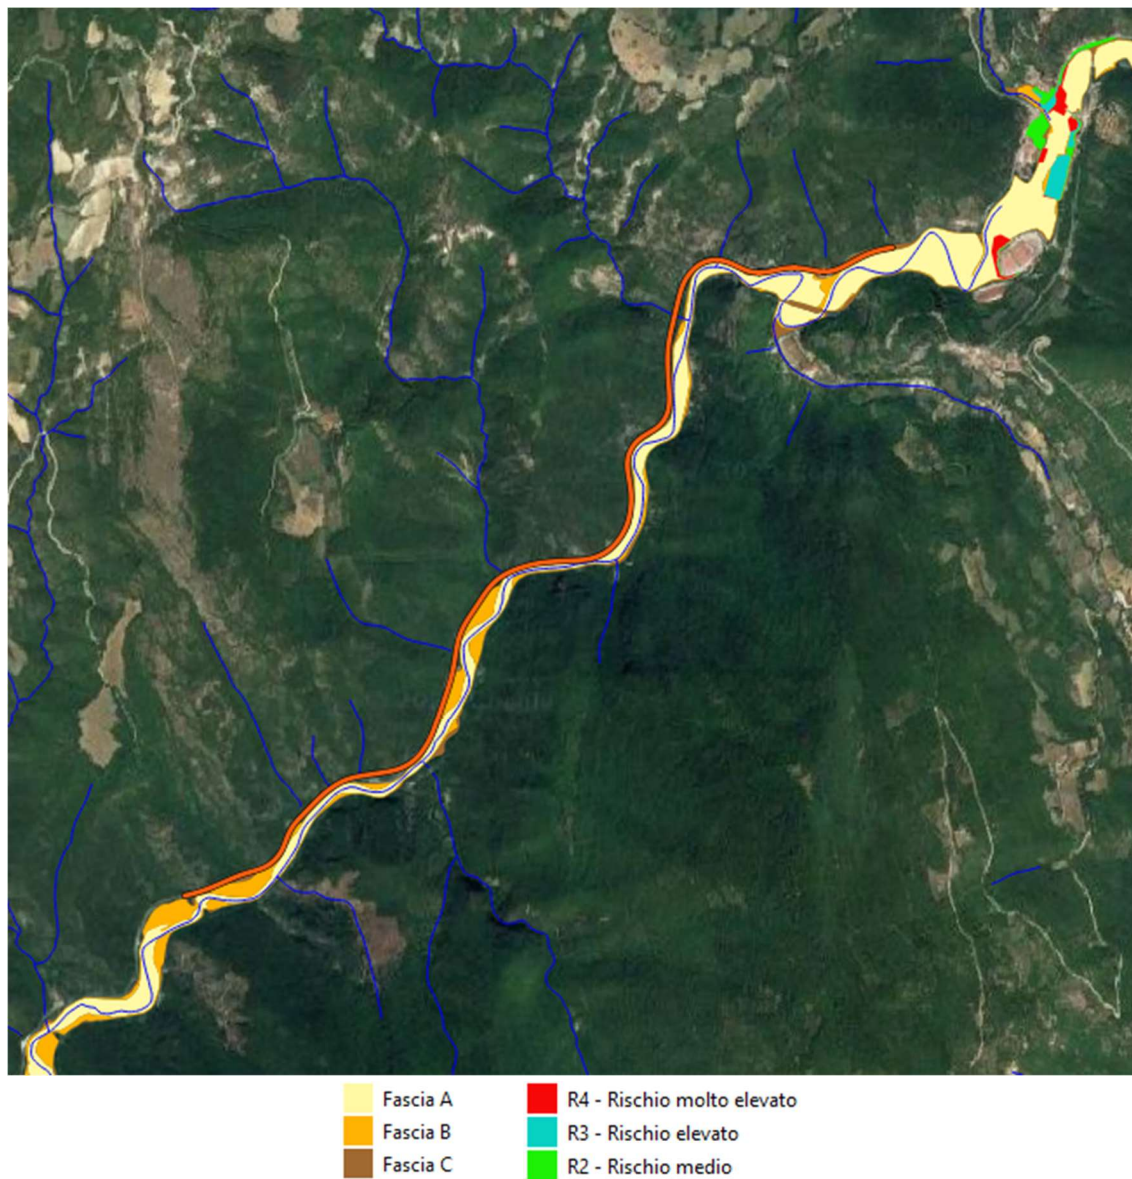 Fascia A
Fascia B
Fascia C
R4 - Rischio molto elevato
R3 - Rischio elevato
R2 - Rischio medio